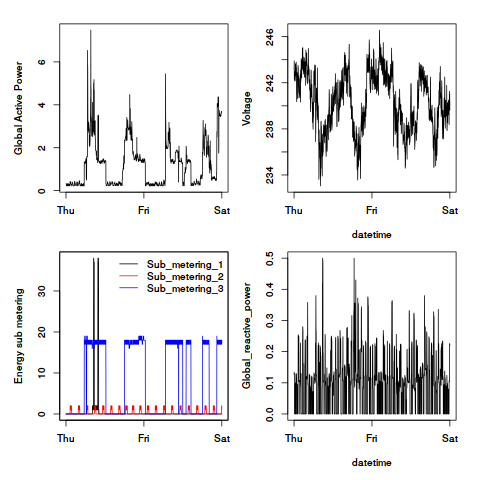 Global Active Power
0
2
4
6
Thu
Fri
Sat
Voltage
234
238
242
246
Thu
Fri
Sat
datetime
Energy sub metering
0
10
20
30
Sub_metering_1
Sub_metering_2
Sub_metering_3
Thu
Fri
Sat
Global_reactive_power
0.0
0.1
0.2
0.3
0.4
0.5
Thu
Fri
Sat
datetime